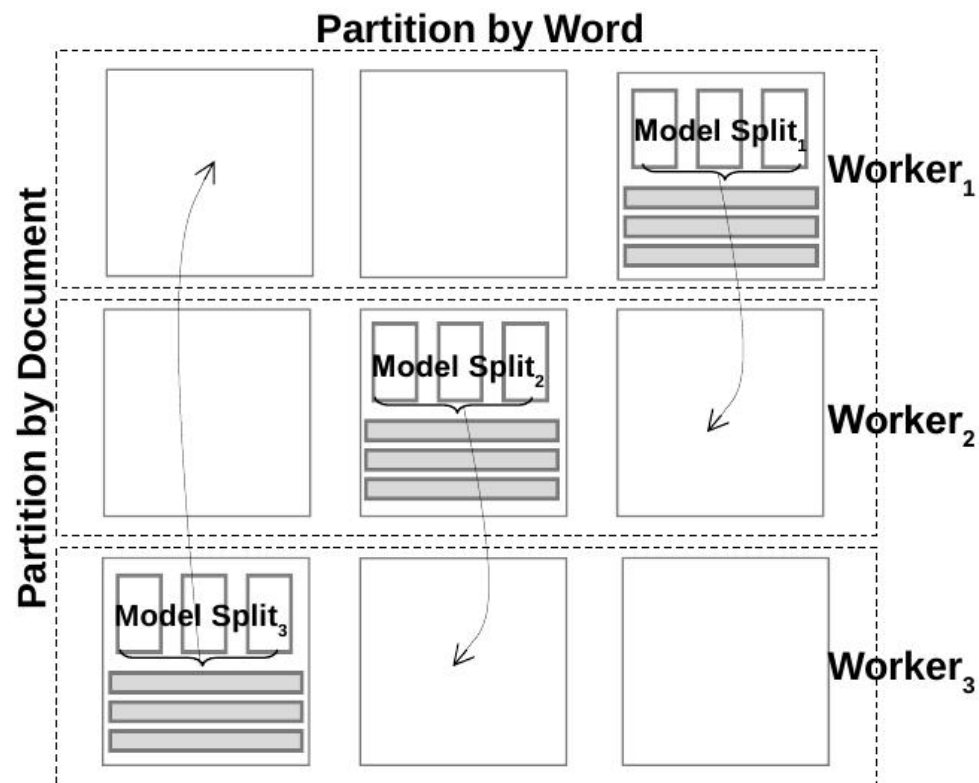 Partition by Word
Partition by Document
Model Split1
Worker1
Model Split2
Worker2
Model Split3
Worker3